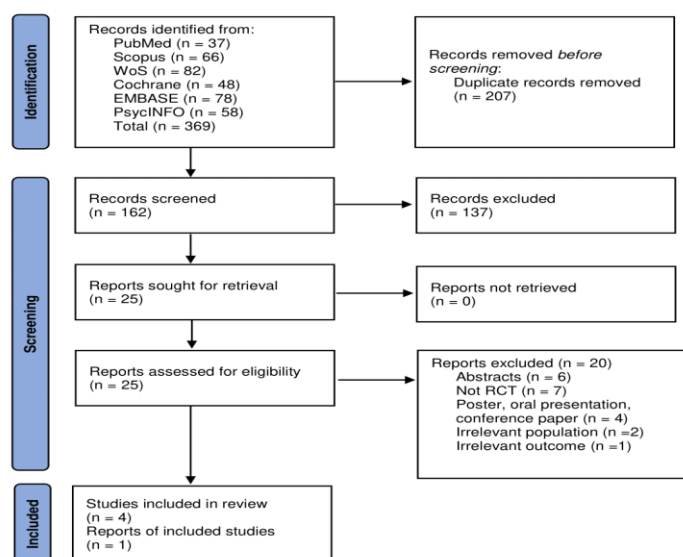 Identification
Records identified from:
PubMed (n = 37)
Scopus (n = 66)
WoS (n = 82)
Cochrane (n = 48)
EMBASE (n = 78)
PsycINFO (n = 58)
Total (n = 369)
Records removed before
screening:
Duplicate records removed
(n = 207)
Screening
Records screened
(n = 162)
Records excluded
(n = 137)
Reports sought for retrieval
(n = 25)
Reports not retrieved
(n = 0)
Reports assessed for eligibility
(n = 25)
Reports excluded (n = 20)
Abstracts (n = 6)
Not RCT (n = 7)
Poster, oral presentation,
conference paper (n = 4)
Irrelevant population (n =2)
Irrelevant outcome (n =1)
Included
Studies included in review
(n = 4)
Reports of included studies
(n = 1)